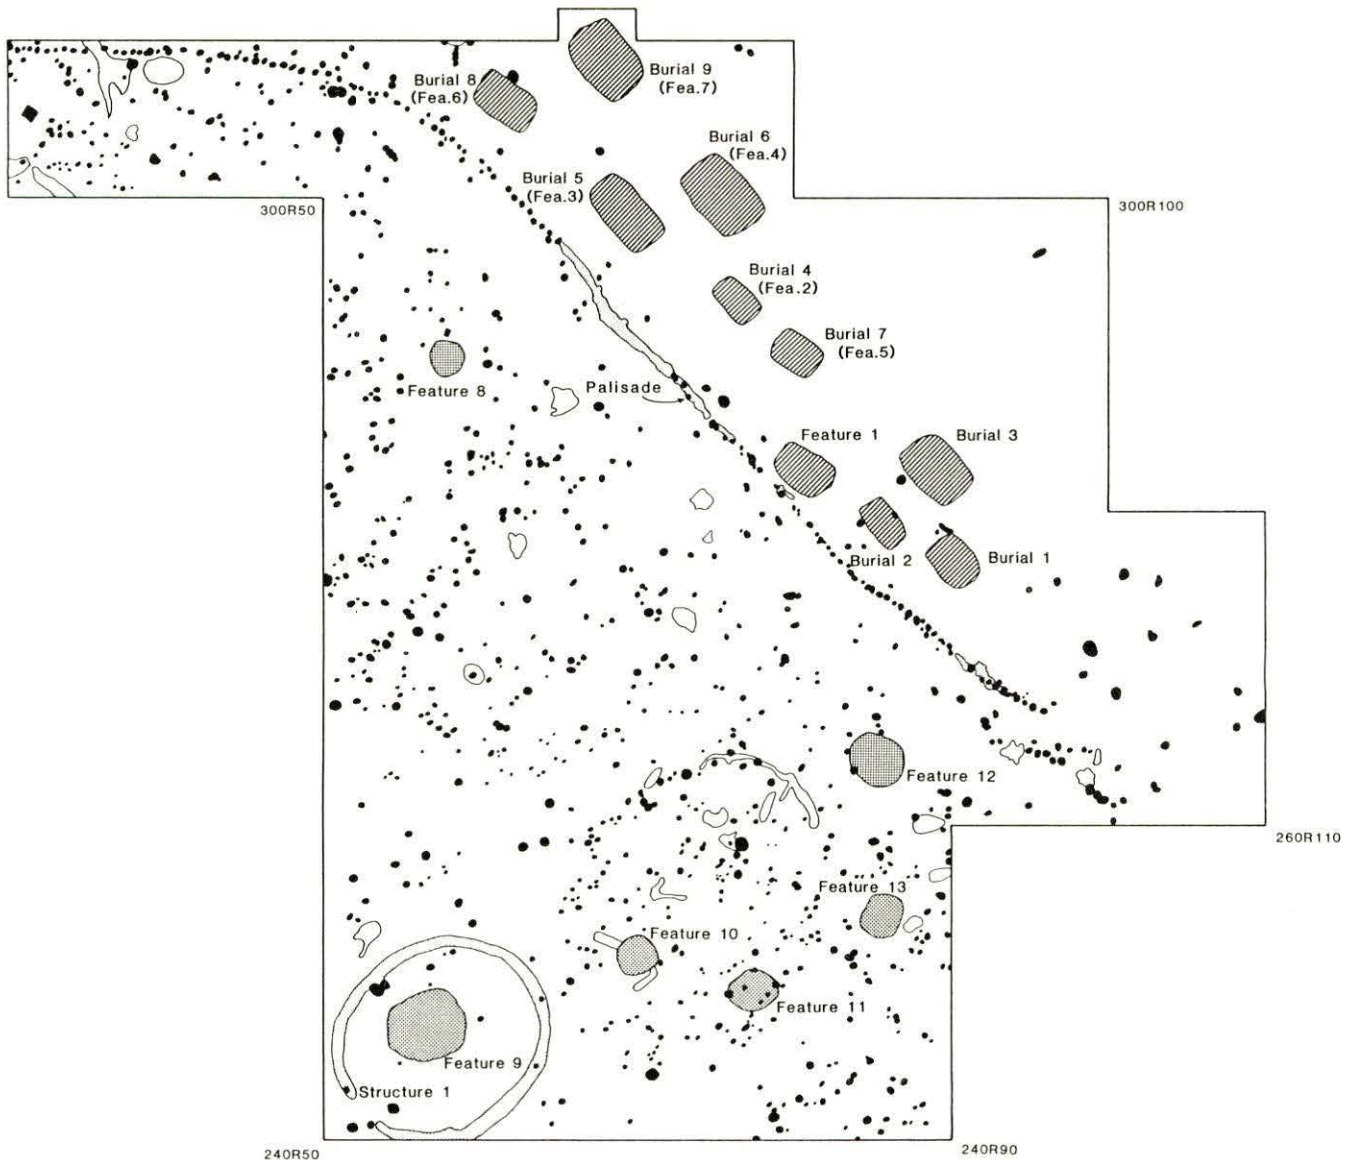 Burial 9
(Fea.7)
Burial 8
(Fea.6)
Burial 6
(Fea.4)
Burial 5
(Fea.3)
300R50
300R100
Burial 4
(Fea.2)
Burial 7
(Fea.5)
Feature 8
Palisade
Feature 1
Burial 3
Burial 2
Burial 1
Feature 12
260R110
Feature 13
Feature 10
Feature 11
Feature 9
Structure 1
240R50
240R90